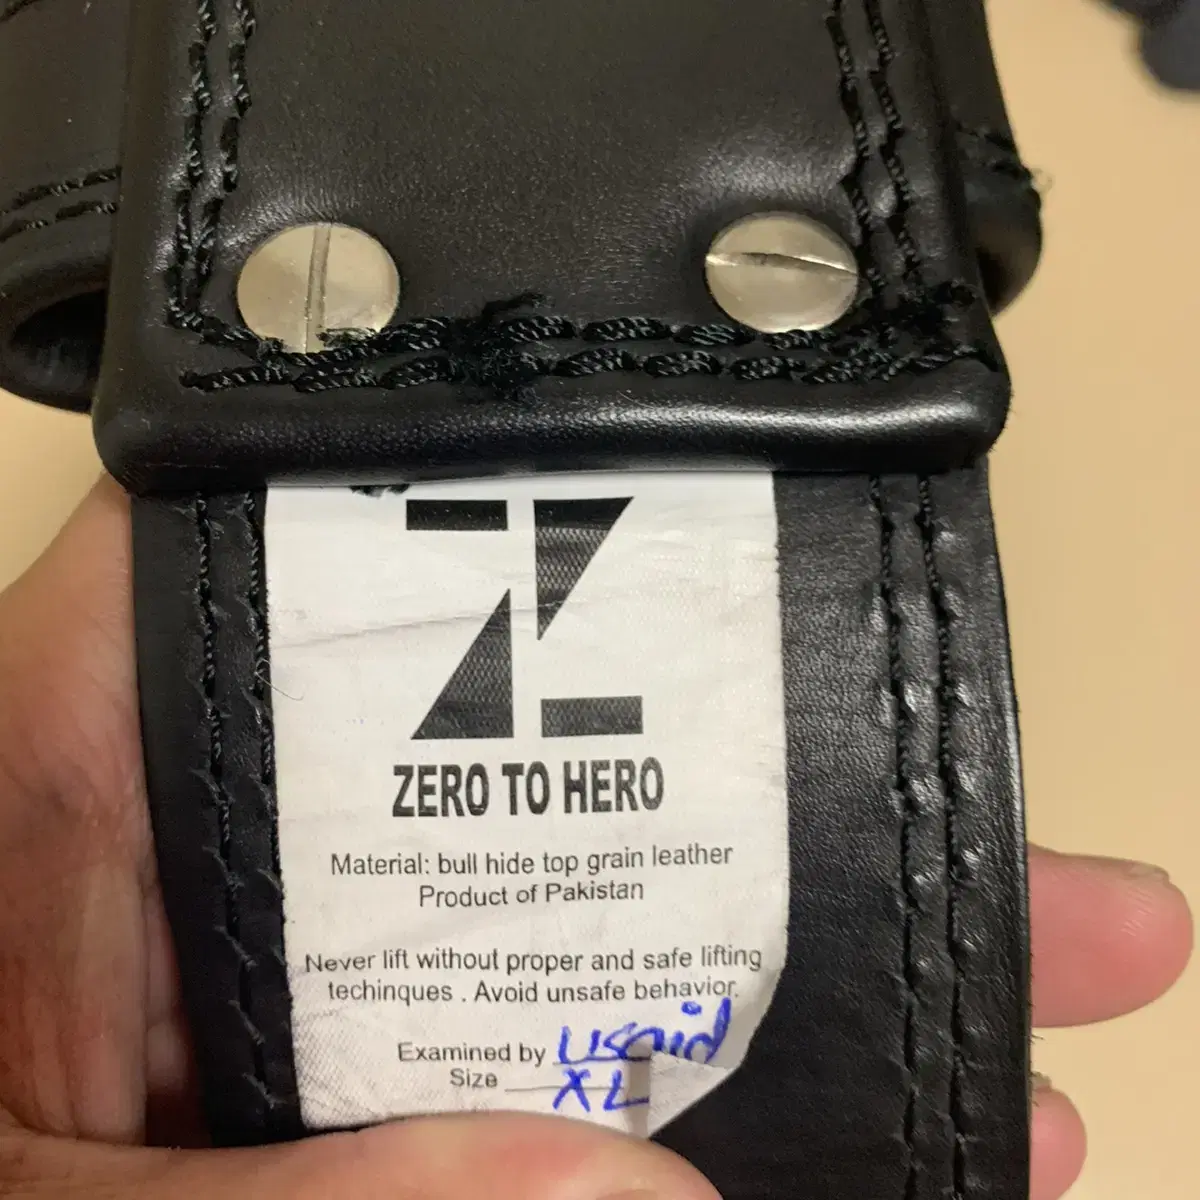 ZERO TO HERO
Material: bull hide top grain leather
Product of Pakistan
Never lift without proper and safe lifting
techinques . Avoid unsafe behavior.
Examined by Usaid
Size XL